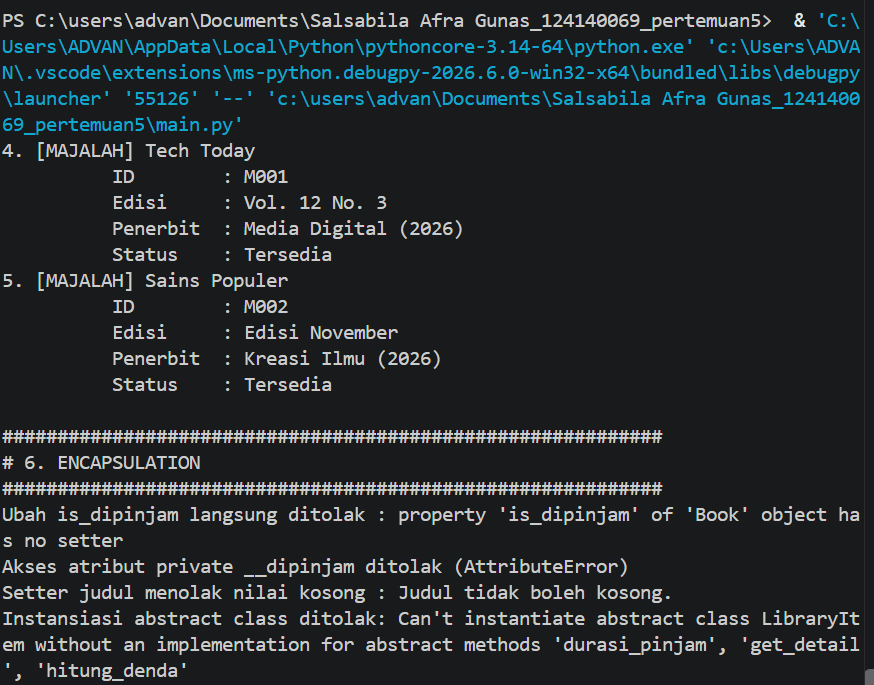 PS C:\users\advan\Documents\Salsabila Afra Gunas_124140069_pertemuan5>  & 'C:\
Users\ADVAN\AppData\Local\Python\pythoncore-3.14-64\python.exe' 'c:\Users\ADVA
N\.vscode\extensions\ms-python.debugpy-2026.6.0-win32-x64\bundled\libs\debugpy
\launcher' '55126' '--' 'c:\users\advan\Documents\Salsabila Afra Gunas_1241400
69_pertemuan5\main.py'
4. [MAJALAH] Tech Today
          ID        : M001
          Edisi     : Vol. 12 No. 3
          Penerbit  : Media Digital (2026)
          Status    : Tersedia
5. [MAJALAH] Sains Populer
          ID        : M002
          Edisi     : Edisi November
          Penerbit  : Kreasi Ilmu (2026)
          Status    : Tersedia

############################################################
# 6. ENCAPSULATION
############################################################
Ubah is_dipinjam langsung ditolak : property 'is_dipinjam' of 'Book' object ha
s no setter
Akses atribut private __dipinjam ditolak (AttributeError)
Setter judul menolak nilai kosong : Judul tidak boleh kosong.
Instansiasi abstract class ditolak: Can't instantiate abstract class LibraryIt
em without an implementation for abstract methods 'durasi_pinjam', 'get_detail
', 'hitung_denda'